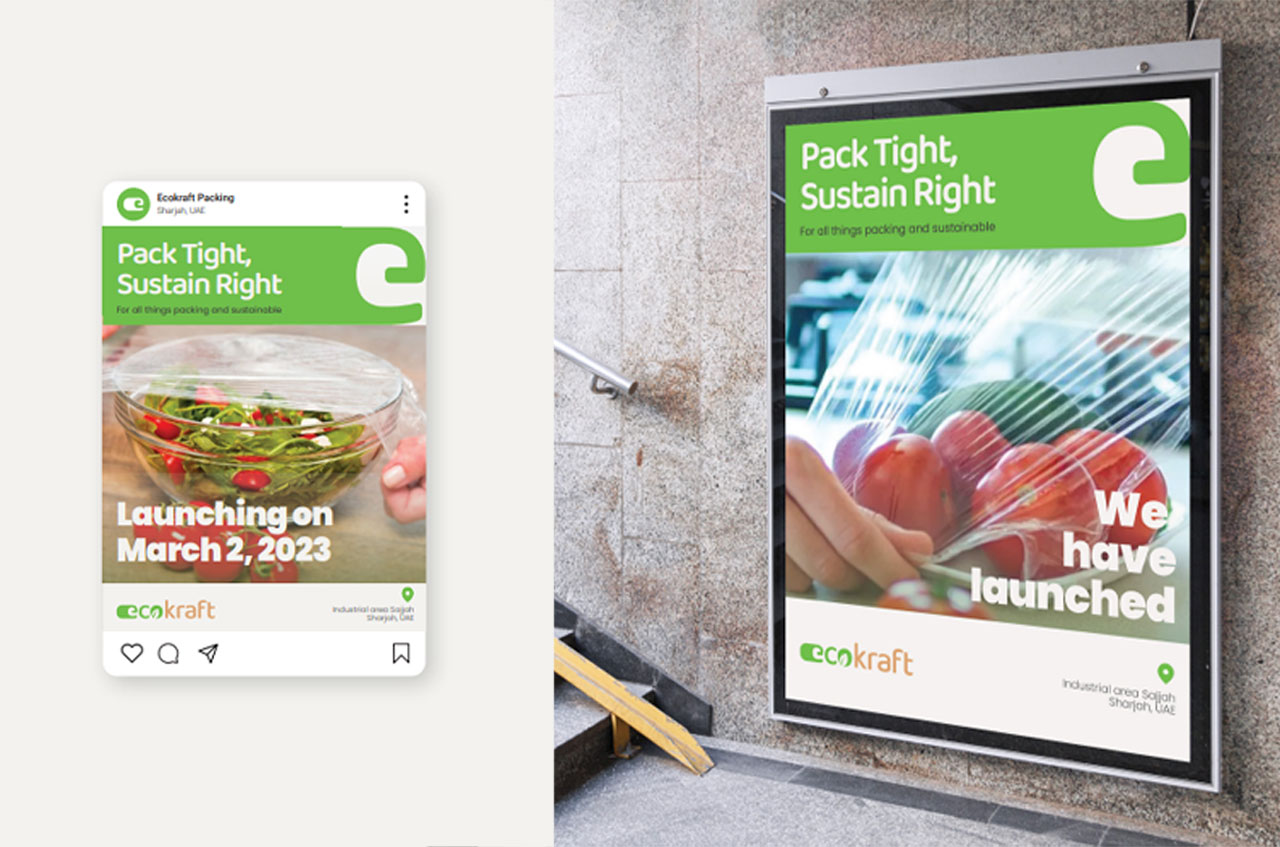 Ecokraft Packing
Sharjah, UAE
Pack Tight,
Sustain Right
For all things packing and sustainable
Launching on
March 2, 2023
ecokraft
Industrial area Sajjah
Sharjah, UAE
Pack Tight,
Sustain Right
For all things packing and sustainable
We
have
launched
ecokraft
Industrial area Sajjah
Sharjah, UAE